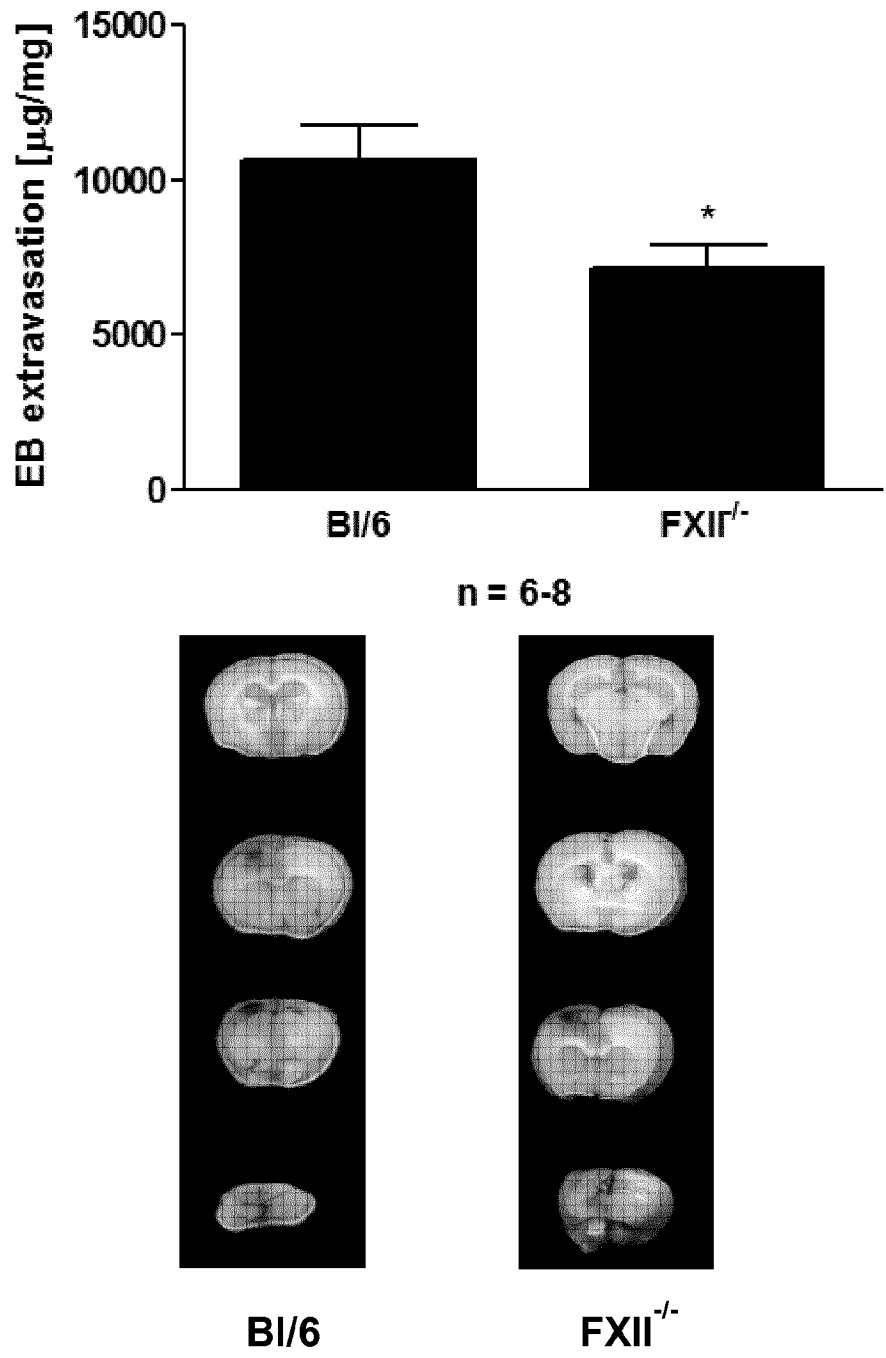 EB extravasation [µg/mg]
15000
10000
5000
0
*
Bl/6
FXII-/-
n = 6-8
Bl/6
FXII-/-